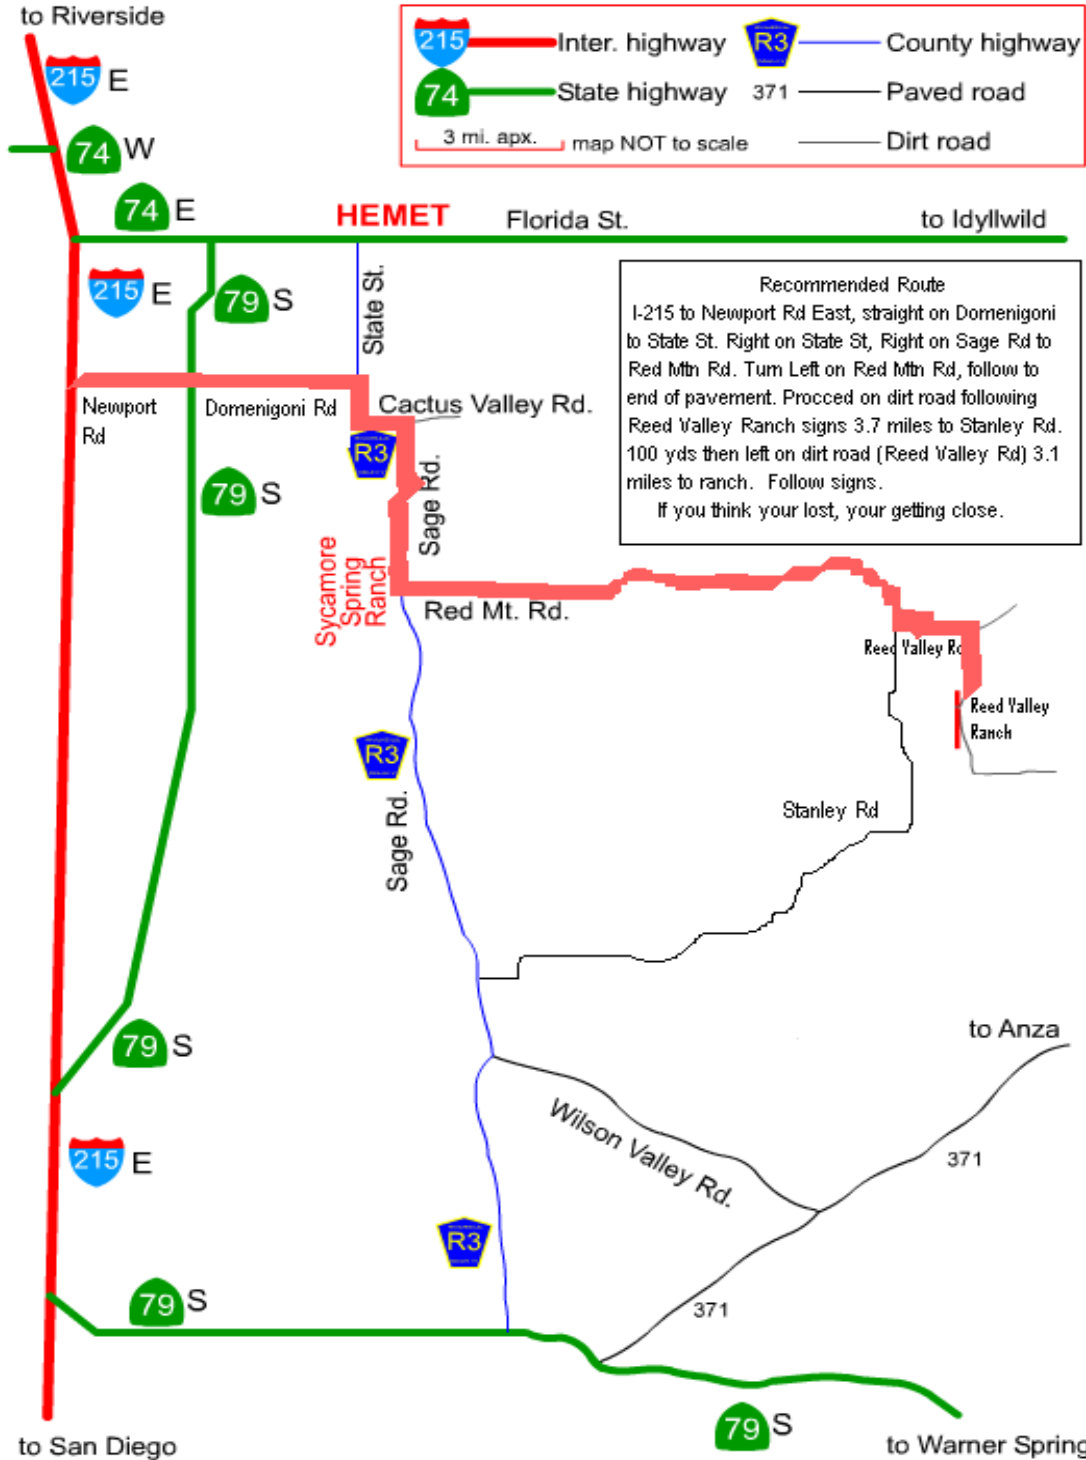 to Riverside
215 Inter. highway
R3 County highway
74 State highway
371 Paved road
3 mi. apx. map NOT to scale
Dirt road
215 E
74 W
74 E
HEMET
Florida St.
to Idyllwild
215 E
79 S
State St.
Recommended Route
I-215 to Newport Rd East, straight on Domenigoni
to State St. Right on State St, Right on Sage Rd to
Red Mtn Rd. Turn Left on Red Mtn Rd, follow to
end of pavement. Procced on dirt road following
Reed Valley Ranch signs 3.7 miles to Stanley Rd.
100 yds then left on dirt road (Reed Valley Rd) 3.1
miles to ranch. Follow signs.
If you think your lost, your getting close.
Newport
Rd
Domenigoni Rd
Cactus Valley Rd.
R3
79 S
Sage Rd.
Sycamore
Spring
Ranch
Red Mt. Rd.
Reed Valley Rd
Reed Valley
Ranch
R3
Sage Rd.
Stanley Rd
79 S
to Anza
Wilson Valley Rd.
371
215 E
R3
79 S
371
79 S
to San Diego
to Warner Spring